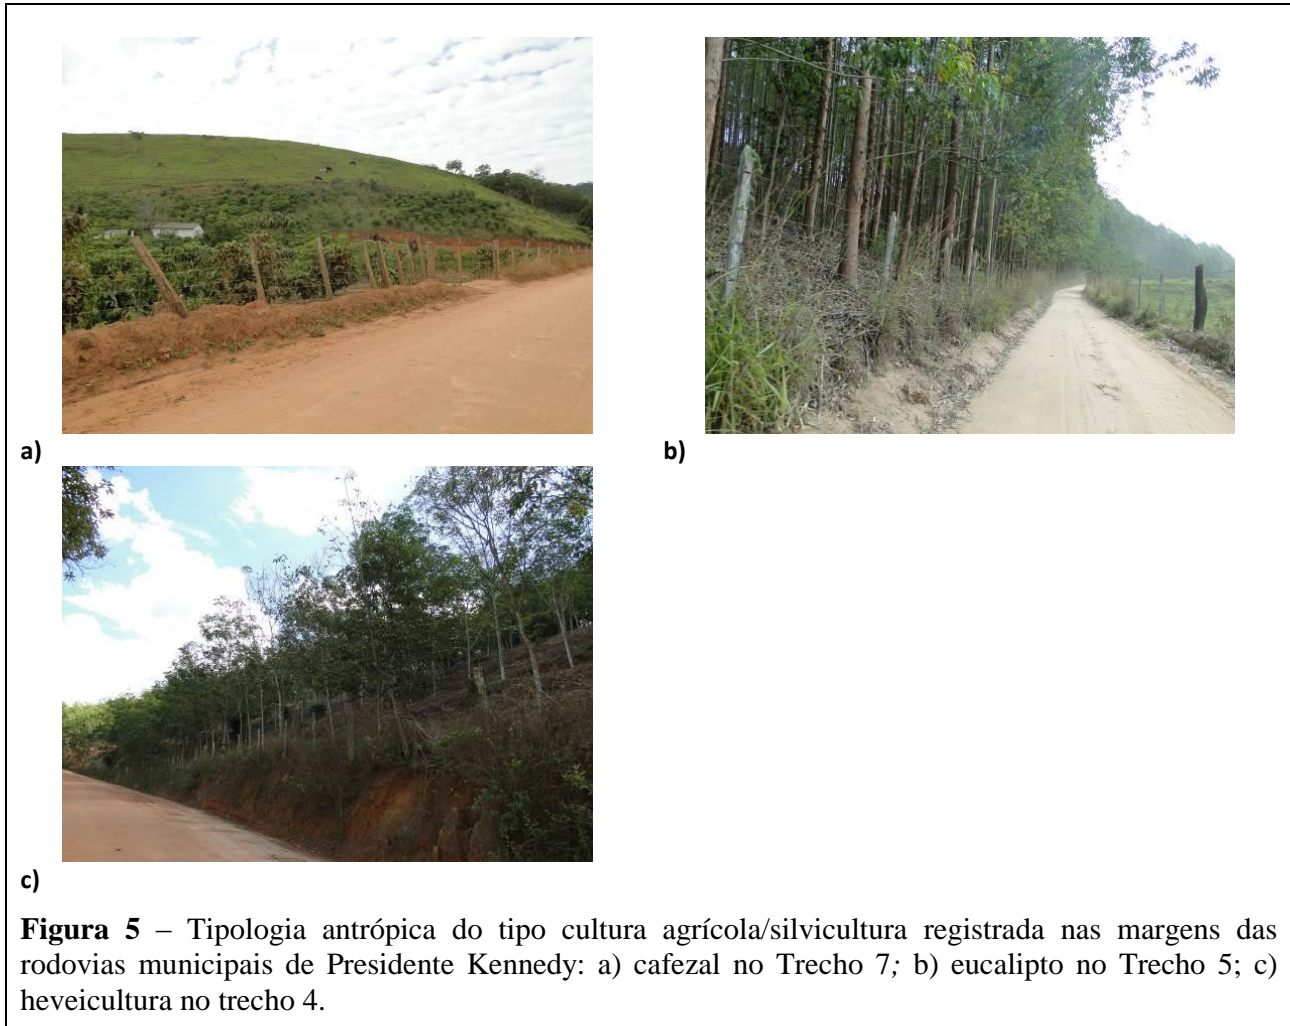 a)
b)
c)
Figura 5 – Tipologia antrópica do tipo cultura agrícola/silvicultura registrada nas margens das
rodovias municipais de Presidente Kennedy: a) cafezal no Trecho 7; b) eucalipto no Trecho 5; c)
heveicultura no trecho 4.